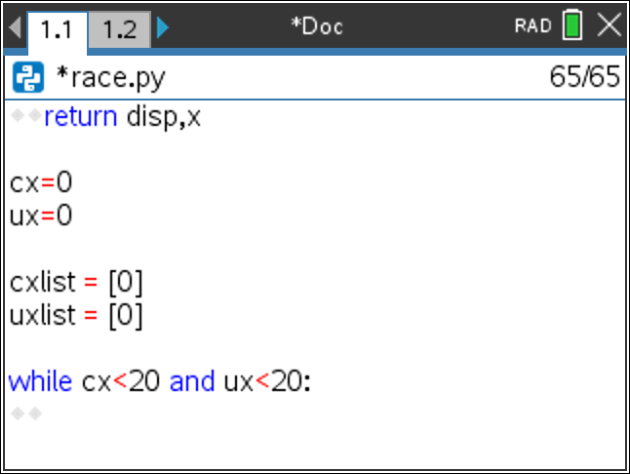 1.1 1.2 *Doc RAD
*race.py 65/65
return disp,x
cx=0
ux=0
cxlist = [0]
uxlist = [0]
while cx<20 and ux<20: